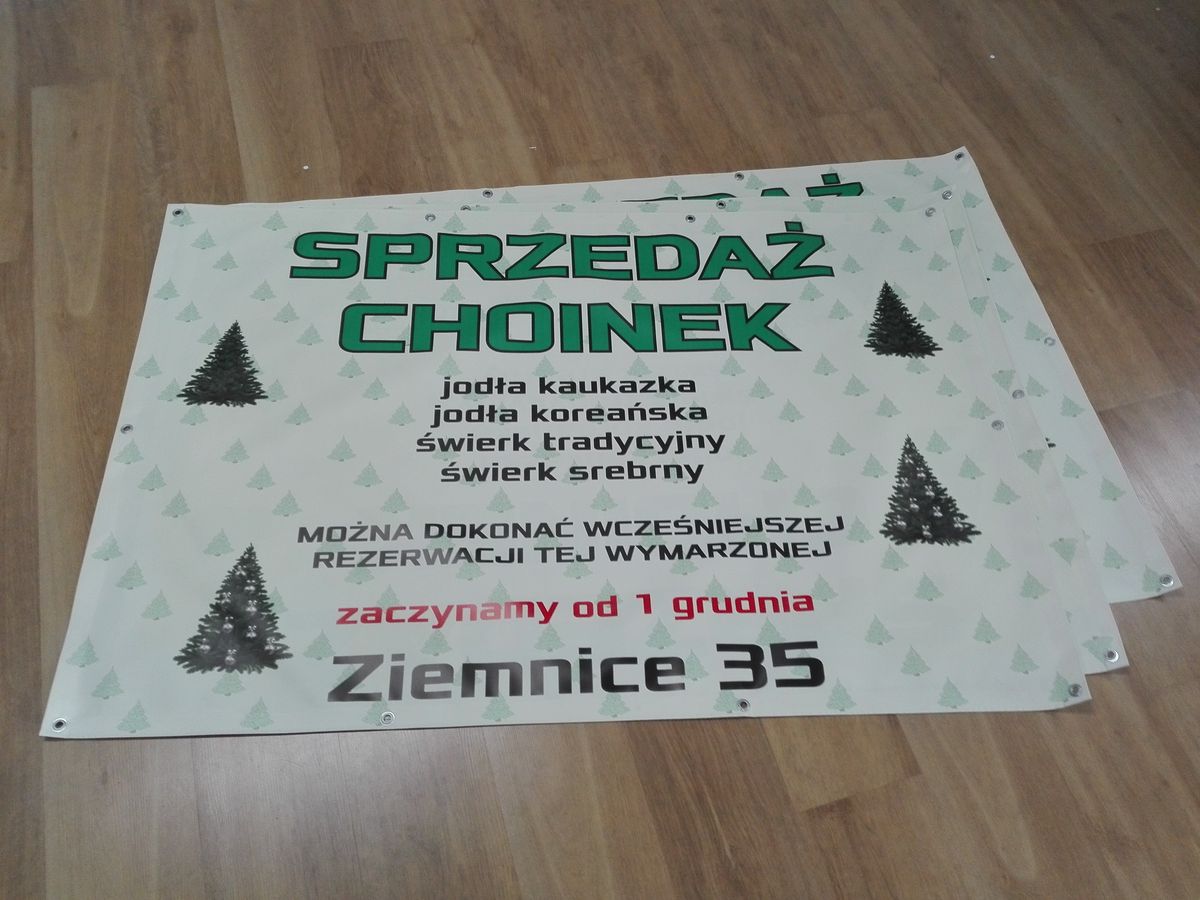 SPRZEDAŻ
CHOINEK
jodła kaukazka
jodła koreańska
świerk tradycyjny
świerk srebrny
MOŻNA DOKONAĆ WCZEŚNIEJSZEJ
REZERWACJI TEJ WYMARZONEJ
zaczynamy od 1 grudnia
Ziemnice 35